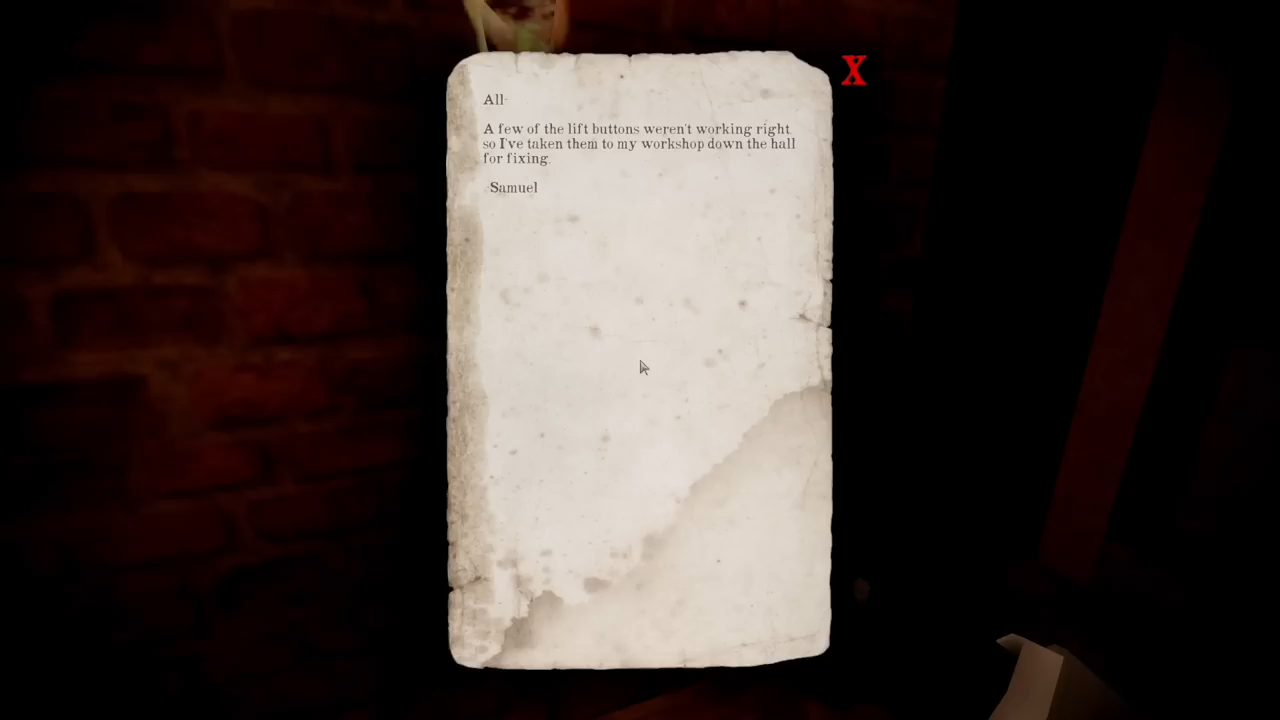 All-
A few of the lift buttons weren't working right,
so I've taken them to my workshop down the hall
for fixing.
-Samuel
X